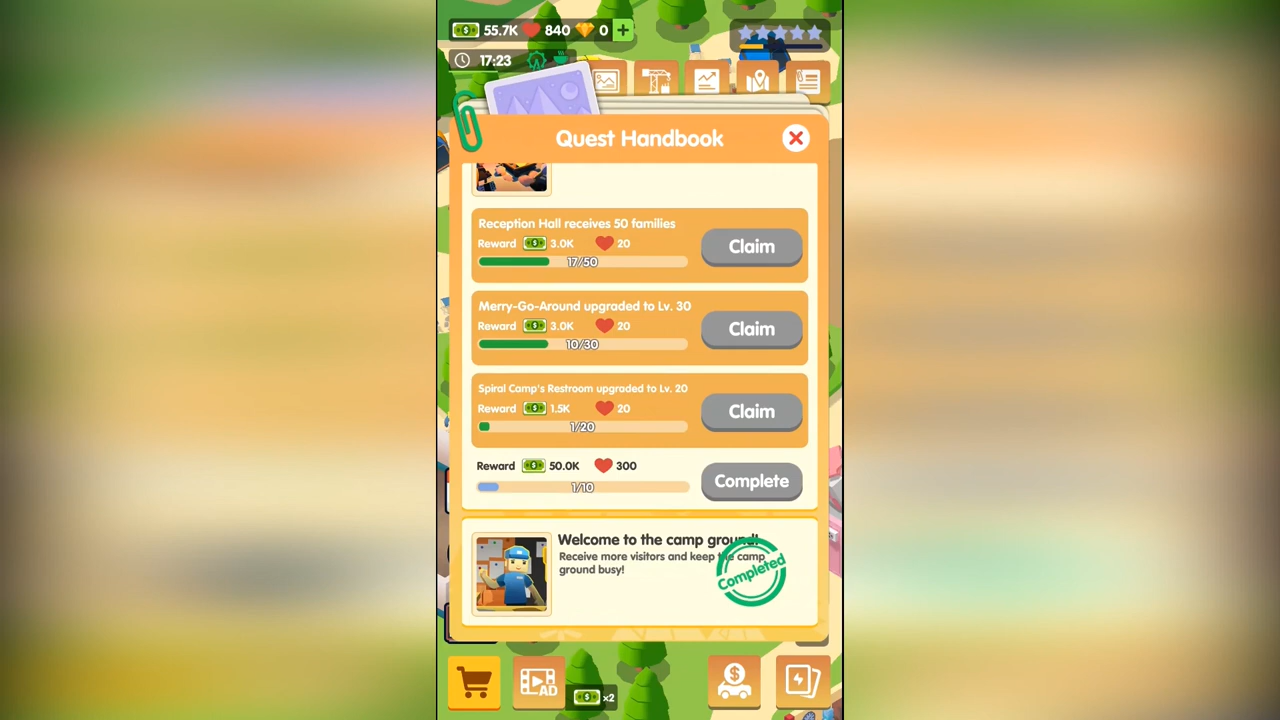 55.7K 840 0 +
17:23
Quest Handbook
Reception Hall receives 50 families
Reward 3.0K 20
17/50
Claim
Merry-Go-Around upgraded to Lv. 30
Reward 3.0K 20
10/30
Claim
Spiral Camp's Restroom upgraded to Lv. 20
Reward 1.5K 20
1/20
Claim
Reward 50.0K 300
1/10
Complete
Welcome to the camp ground!
Receive more visitors and keep the camp
ground busy!
Completed
AD
x2